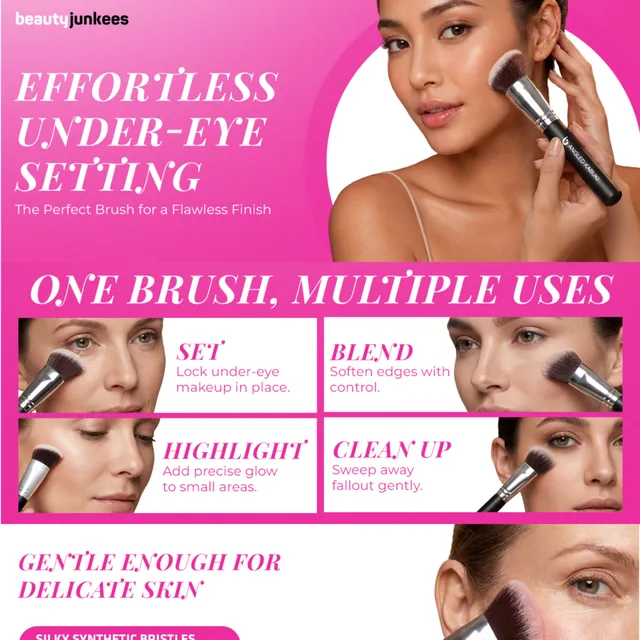 beautyjunkees
EFFORTLESS
UNDER-EYE
SETTING
The Perfect Brush for a Flawless Finish
ANGLED KABUKI
ONE BRUSH, MULTIPLE USES
SET
Lock under-eye
makeup in place.
BLEND
Soften edges with
control.
HIGHLIGHT
Add precise glow
to small areas.
CLEAN UP
Sweep away
fallout gently.
GENTLE ENOUGH FOR
DELICATE SKIN
SILKY SYNTHETIC BRISTLES